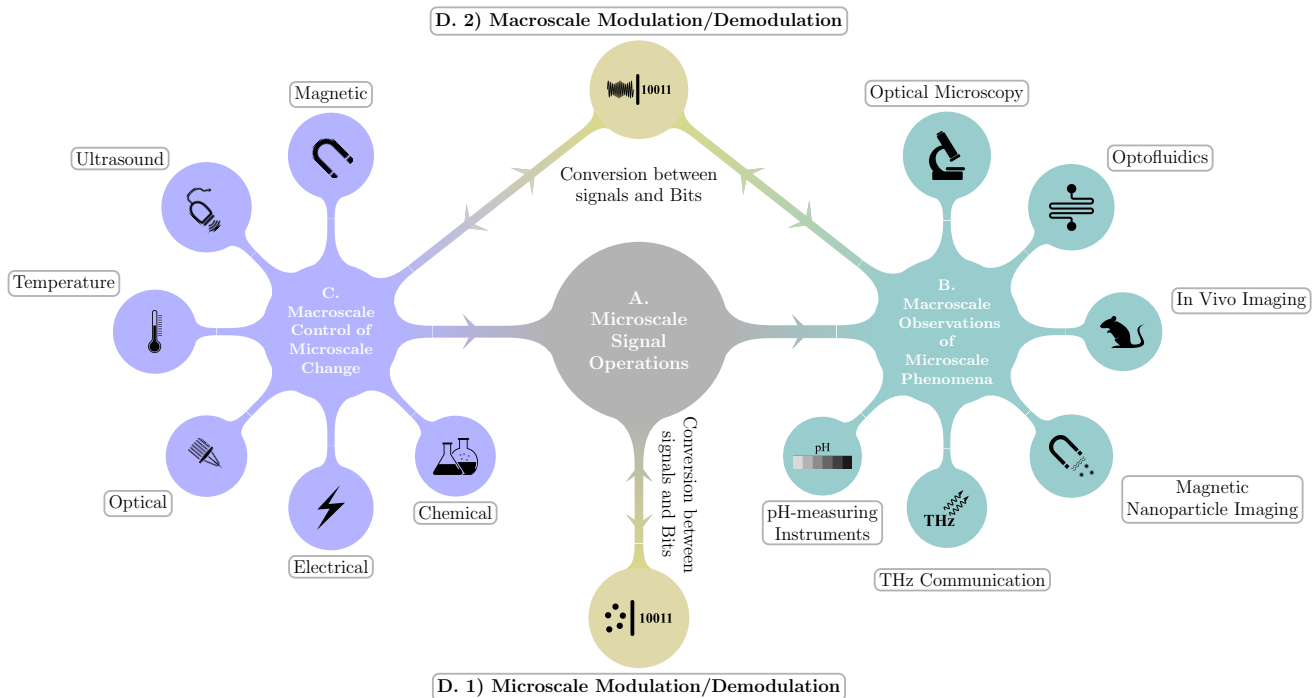 D. 2) Macroscale Modulation/Demodulation
10011
Conversion between
signals and Bits
Magnetic
Ultrasound
Temperature
Optical
Electrical
Chemical
C.
Macroscale
Control of
Microscale
Change
A.
Microscale
Signal
Operations
B.
Macroscale
Observations
of
Microscale
Phenomena
Optical Microscopy
Optofluidics
In Vivo Imaging
Magnetic
Nanoparticle Imaging
THz
THz Communication
pH
pH-measuring
Instruments
Conversion between
signals and Bits
10011
D. 1) Microscale Modulation/Demodulation